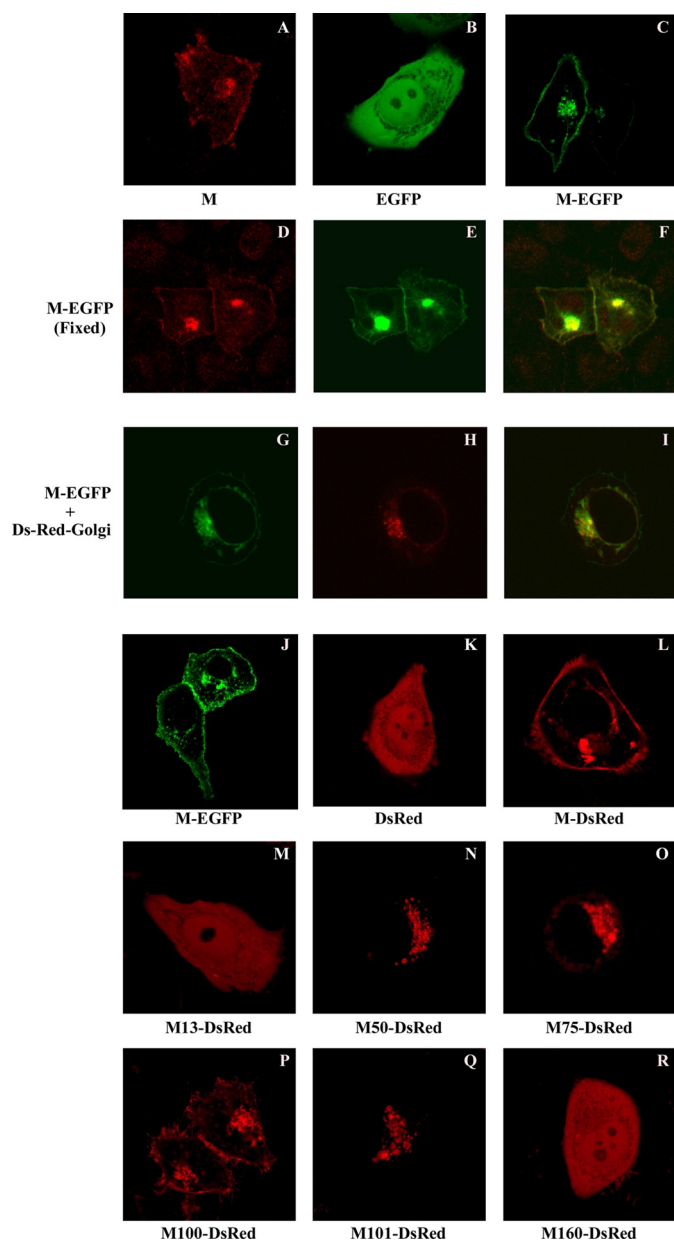 A B C
M EGFP M-EGFP
D E F
M-EGFP
(Fixed)
G H I
M-EGFP
+
Ds-Red-Golgi
J K L
M-EGFP DsRed M-DsRed
M N O
M13-DsRed M50-DsRed M75-DsRed
P Q R
M100-DsRed M101-DsRed M160-DsRed